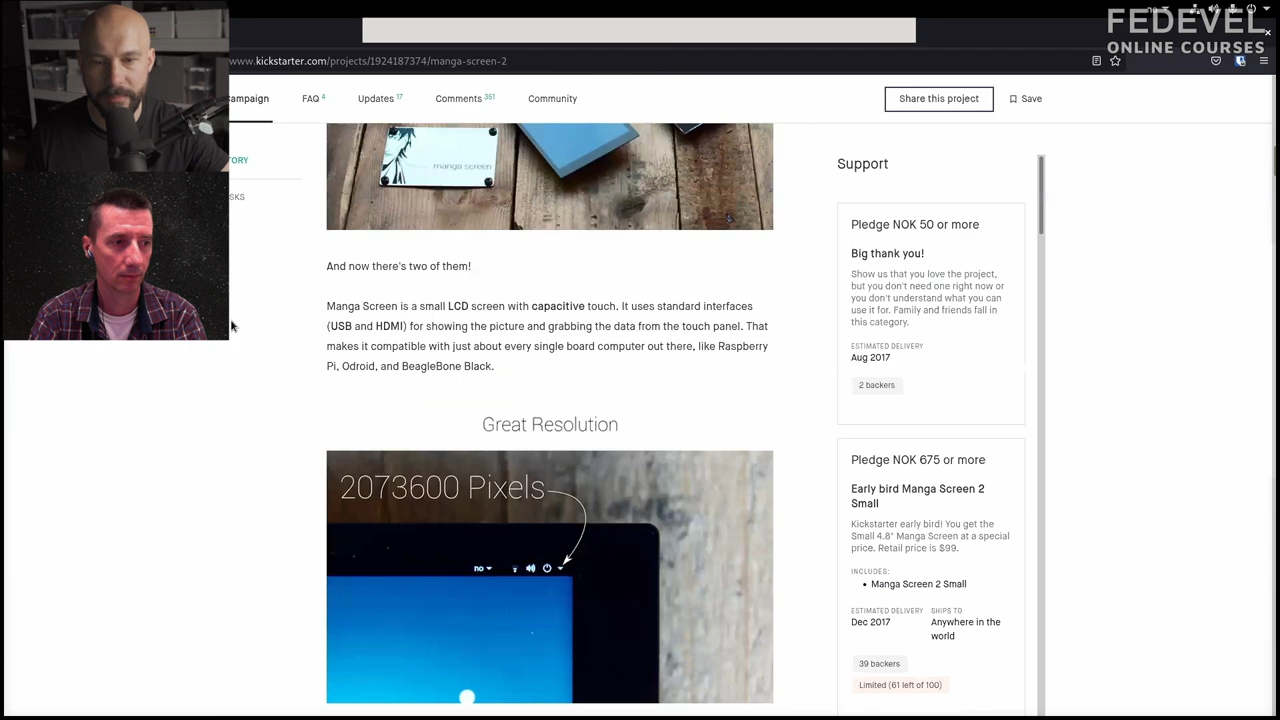 no
FEDEVEL
ONLINE COURSES
www.kickstarter.com/projects/1924187374/manga-screen-2
Campaign
FAQ 4
Updates 17
Comments 351
Community
Share this project
Save
TORY
SKS
manga screen
And now there's two of them!
Manga Screen is a small LCD screen with capacitive touch. It uses standard interfaces
(USB and HDMI) for showing the picture and grabbing the data from the touch panel. That
makes it compatible with just about every single board computer out there, like Raspberry
Pi, Odroid, and BeagleBone Black.
Great Resolution
2073600 Pixels
no
Support
Pledge NOK 50 or more
Big thank you!
Show us that you love the project,
but you don't need one right now or
you don't understand what you can
use it for. Family and friends fall in
this category.
ESTIMATED DELIVERY
Aug 2017
2 backers
Pledge NOK 675 or more
Early bird Manga Screen 2
Small
Kickstarter early bird! You get the
Small 4.8" Manga Screen at a special
price. Retail price is $99.
INCLUDES:
• Manga Screen 2 Small
ESTIMATED DELIVERY SHIPS TO
Dec 2017 Anywhere in the
world
39 backers
Limited (61 left of 100)